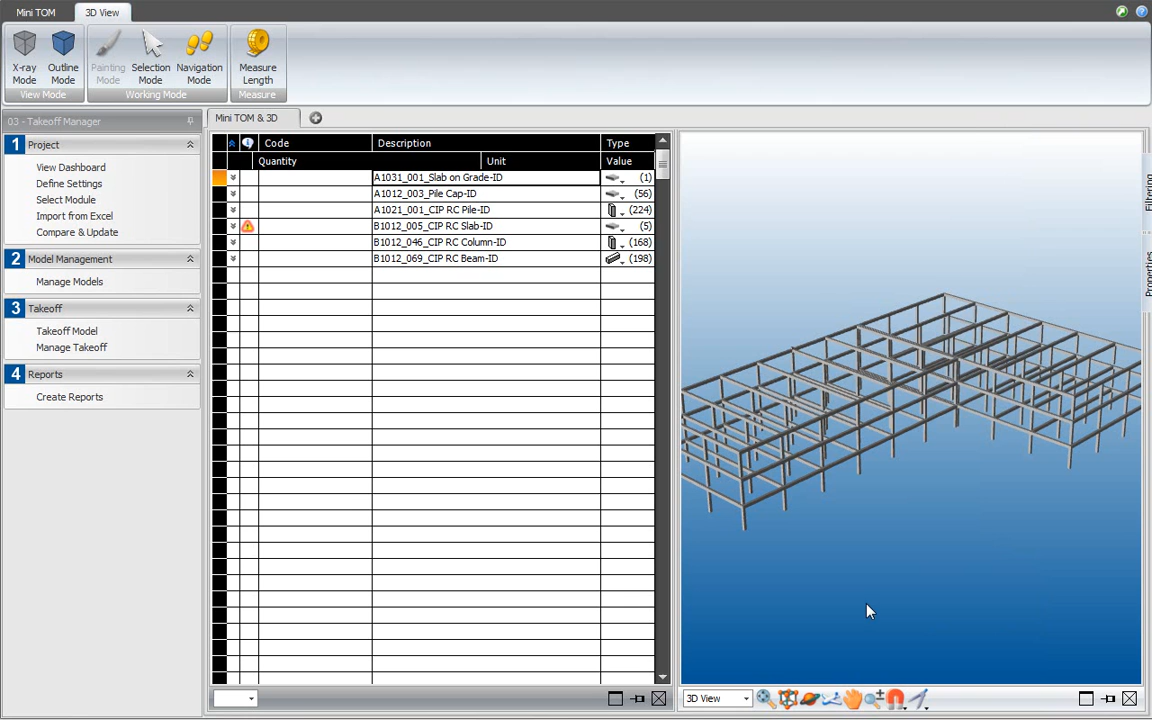 Mini TOM 3D View
X-ray Mode Outline Mode Painting Mode Selection Mode Navigation Mode Measure Length
View Mode Working Mode Measure
03 - Takeoff Manager
1 Project
View Dashboard
Define Settings
Select Module
Import from Excel
Compare & Update
2 Model Management
Manage Models
3 Takeoff
Takeoff Model
Manage Takeoff
4 Reports
Create Reports
Mini TOM & 3D
Code Description Type
Quantity Unit Value
A1031_001_Slab on Grade-ID (1)
A1012_003_Pile Cap-ID (56)
A1021_001_CIP RC Pile-ID (224)
B1012_005_CIP RC Slab-ID (5)
B1012_046_CIP RC Column-ID (168)
B1012_069_CIP RC Beam-ID (198)
3D View
Filtering
Properties